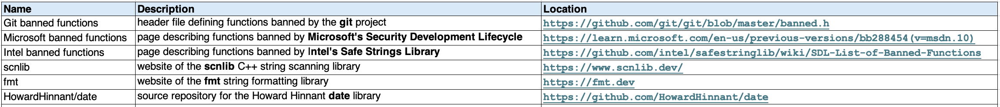 Name Description Location
Git banned functions header file defining functions banned by the git project https://github.com/git/git/blob/master/banned.h
Microsoft banned functions page describing functions banned by Microsoft's Security Development Lifecycle https://learn.microsoft.com/en-us/previous-versions/bb288454(v=msdn.10)
Intel banned functions page describing functions banned by Intel's Safe Strings Library https://github.com/intel/safestringlib/wiki/SDL-List-of-Banned-Functions
scnlib website of the scnlib C++ string scanning library https://www.scnlib.dev/
fmt website of the fmt string formatting library https://fmt.dev
HowardHinnant/date source repository for the Howard Hinnant date library https://github.com/HowardHinnant/date